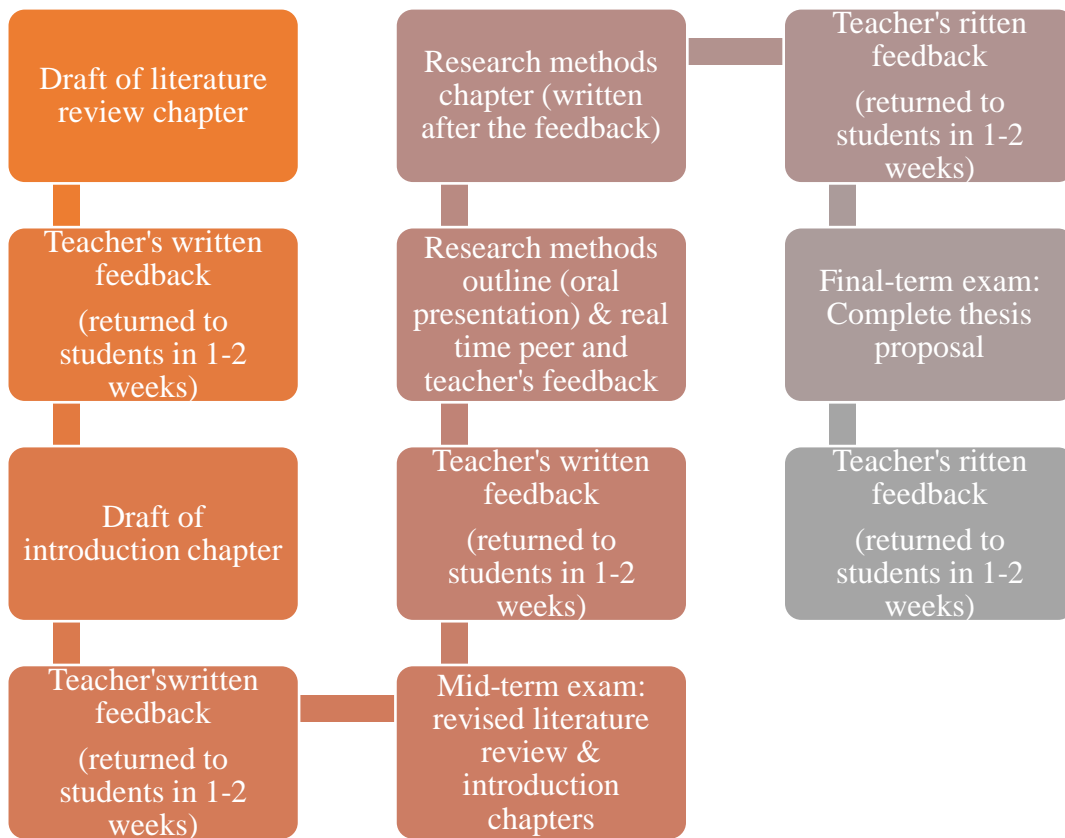 Draft of literature
review chapter
Teacher's written
feedback
(returned to
students in 1-2
weeks)
Draft of
introduction chapter
Teacher'swritten
feedback
(returned to
students in 1-2
weeks)
Mid-term exam:
revised literature
review &
introduction
chapters
Teacher's written
feedback
(returned to
students in 1-2
weeks)
Research methods
outline (oral
presentation) & real
time peer and
teacher's feedback
Research methods
chapter (written
after the feedback)
Teacher's ritten
feedback
(returned to
students in 1-2
weeks)
Final-term exam:
Complete thesis
proposal
Teacher's ritten
feedback
(returned to
students in 1-2
weeks)